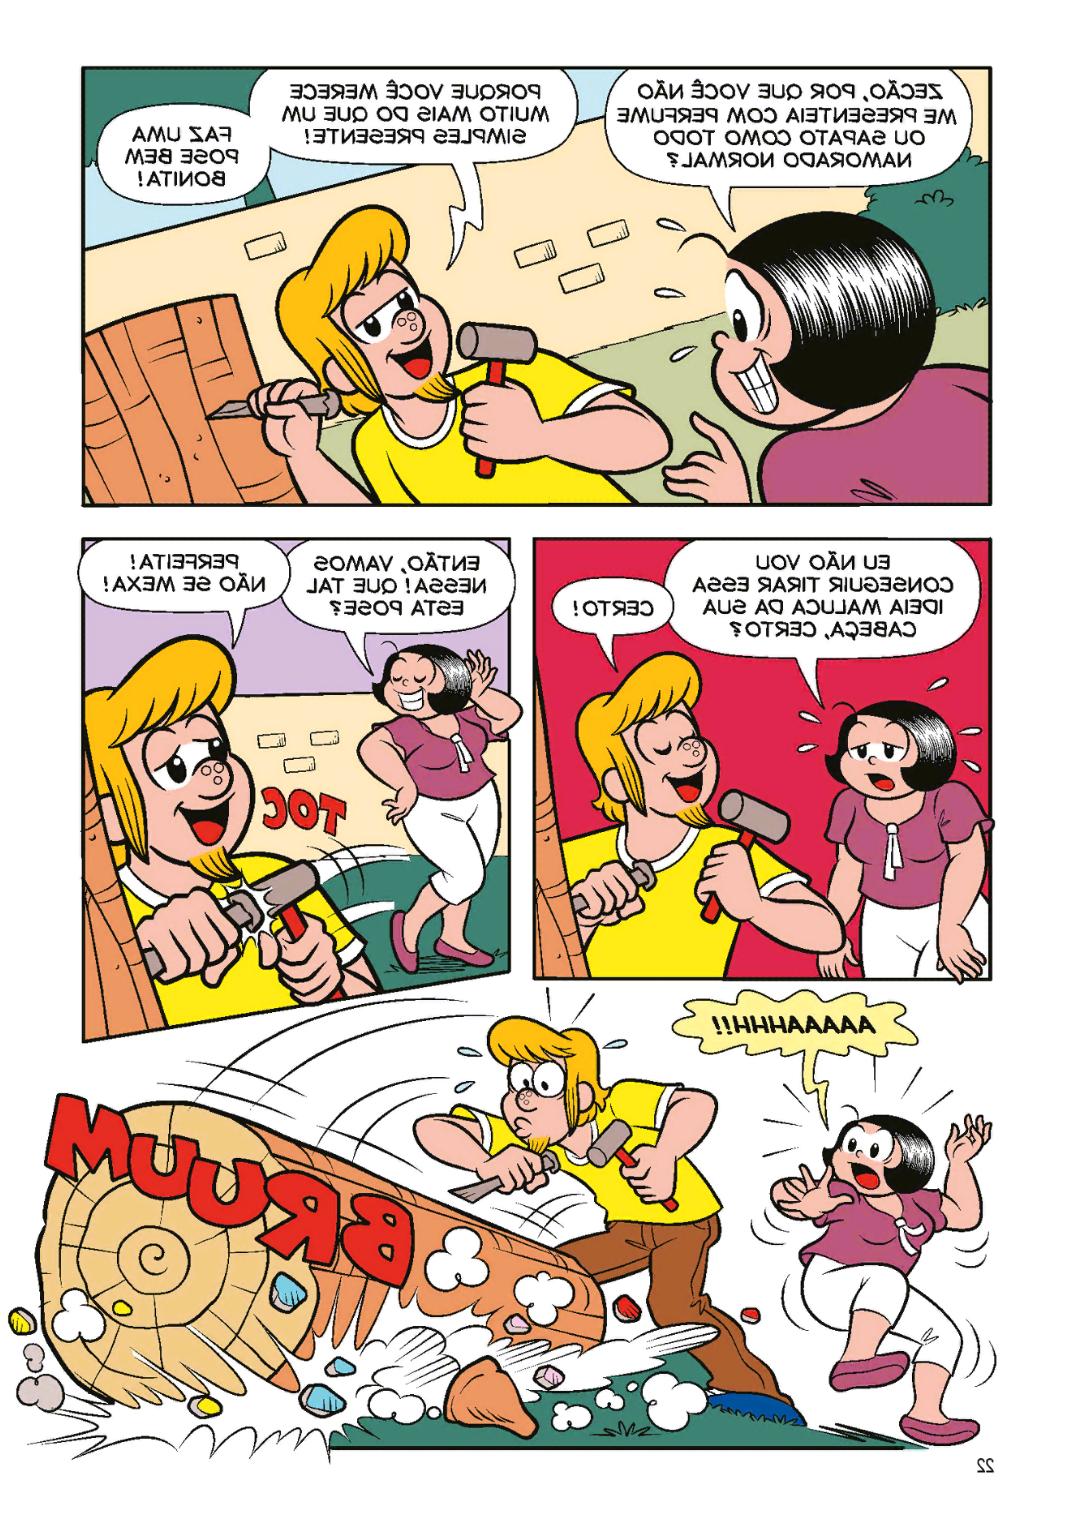 ZECÃO, POR QUE VOCÊ NÃO
ME PRESENTEIA COM PERFUME
OU SAPATO COMO TODO
NAMORADO NORMAL?
PORQUE VOCÊ MERECE
MUITO MAIS DO QUE UM
SIMPLES PRESENTE!
FAZ UMA
POSE BEM
BONITA!
EU NÃO VOU
CONSEGUIR TIRAR ESSA
IDEIA MALUCA DA SUA
CABEÇA, CERTO?
CERTO!
ENTÃO, VAMOS
NESSA! QUE TAL
ESTA POSE?
PERFEITA!
NÃO SE MEXA!
TOC
AAAAAHHH!!
BRUUM
22